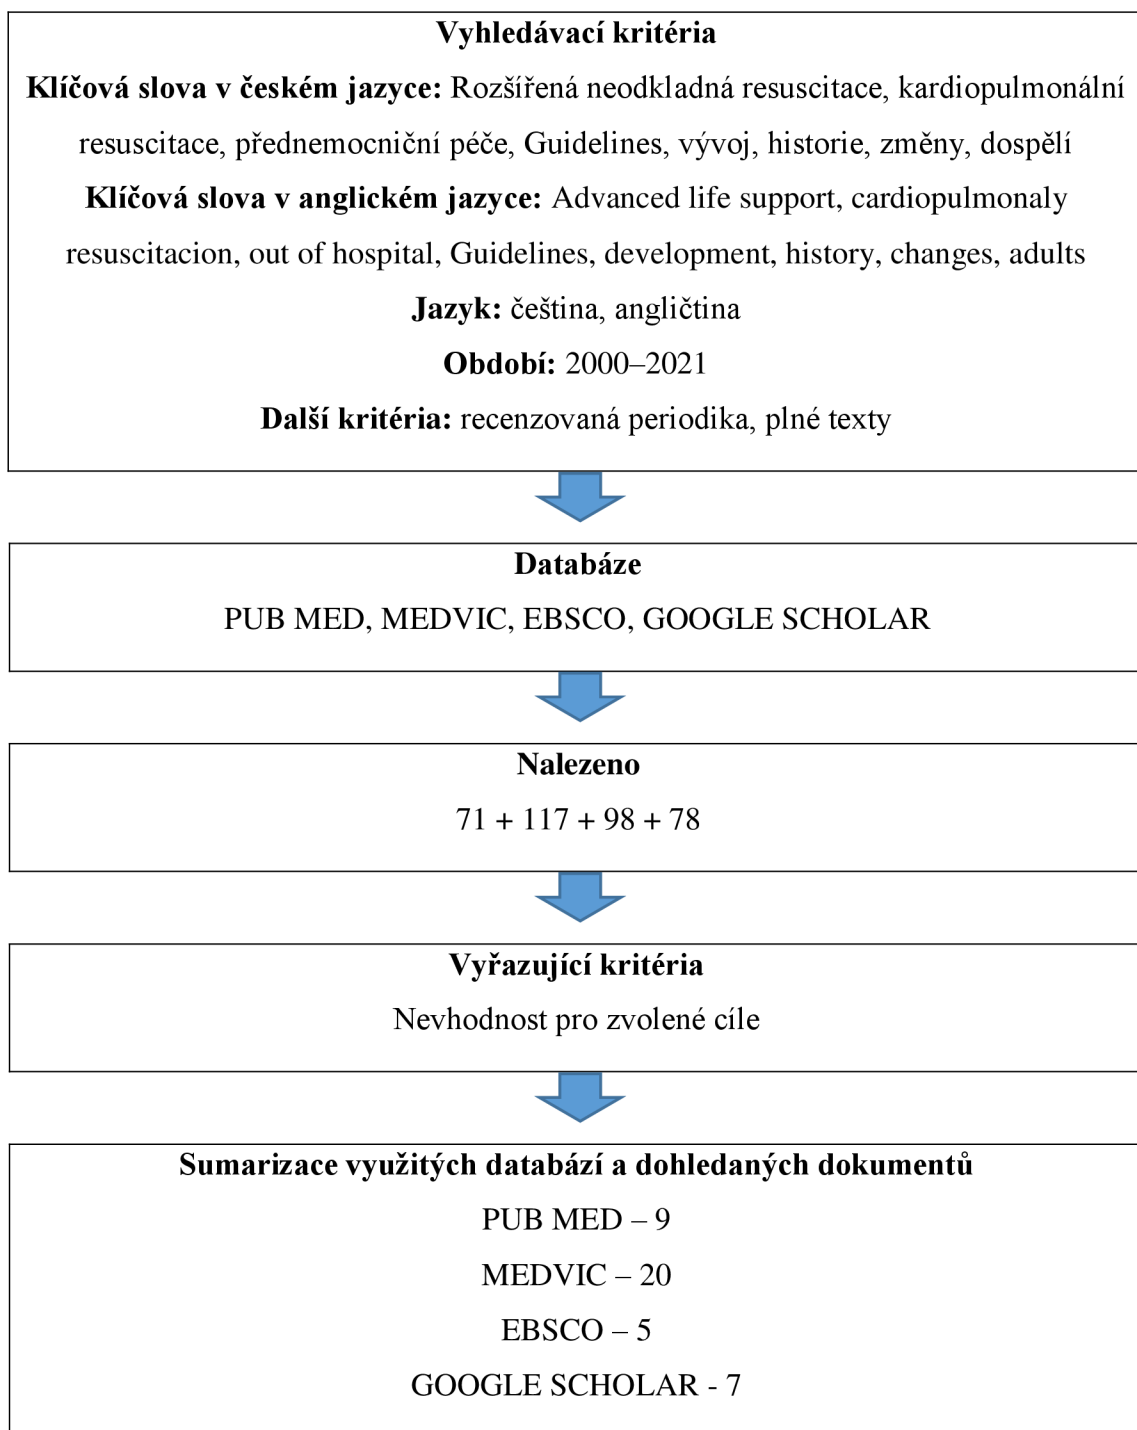 Vyhledávací kritéria
Klíčová slova v českém jazyce: Rozšířená neodkladná resuscitace, kardiopulmonální
resuscitace, přednemocniční péče, Guidelines, vývoj, historie, změny, dospělí
Klíčová slova v anglickém jazyce: Advanced life support, cardiopulmonaly
resuscitacion, out of hospital, Guidelines, development, history, changes, adults
Jazyk: čeština, angličtina
Období: 2000–2021
Další kritéria: recenzovaná periodika, plné texty
Databáze
PUB MED, MEDVIC, EBSCO, GOOGLE SCHOLAR
Nalezeno
71 + 117 + 98 + 78
Vyřazující kritéria
Nevhodnost pro zvolené cíle
Sumarizace využitých databází a dohledaných dokumentů
PUB MED – 9
MEDVIC – 20
EBSCO – 5
GOOGLE SCHOLAR - 7